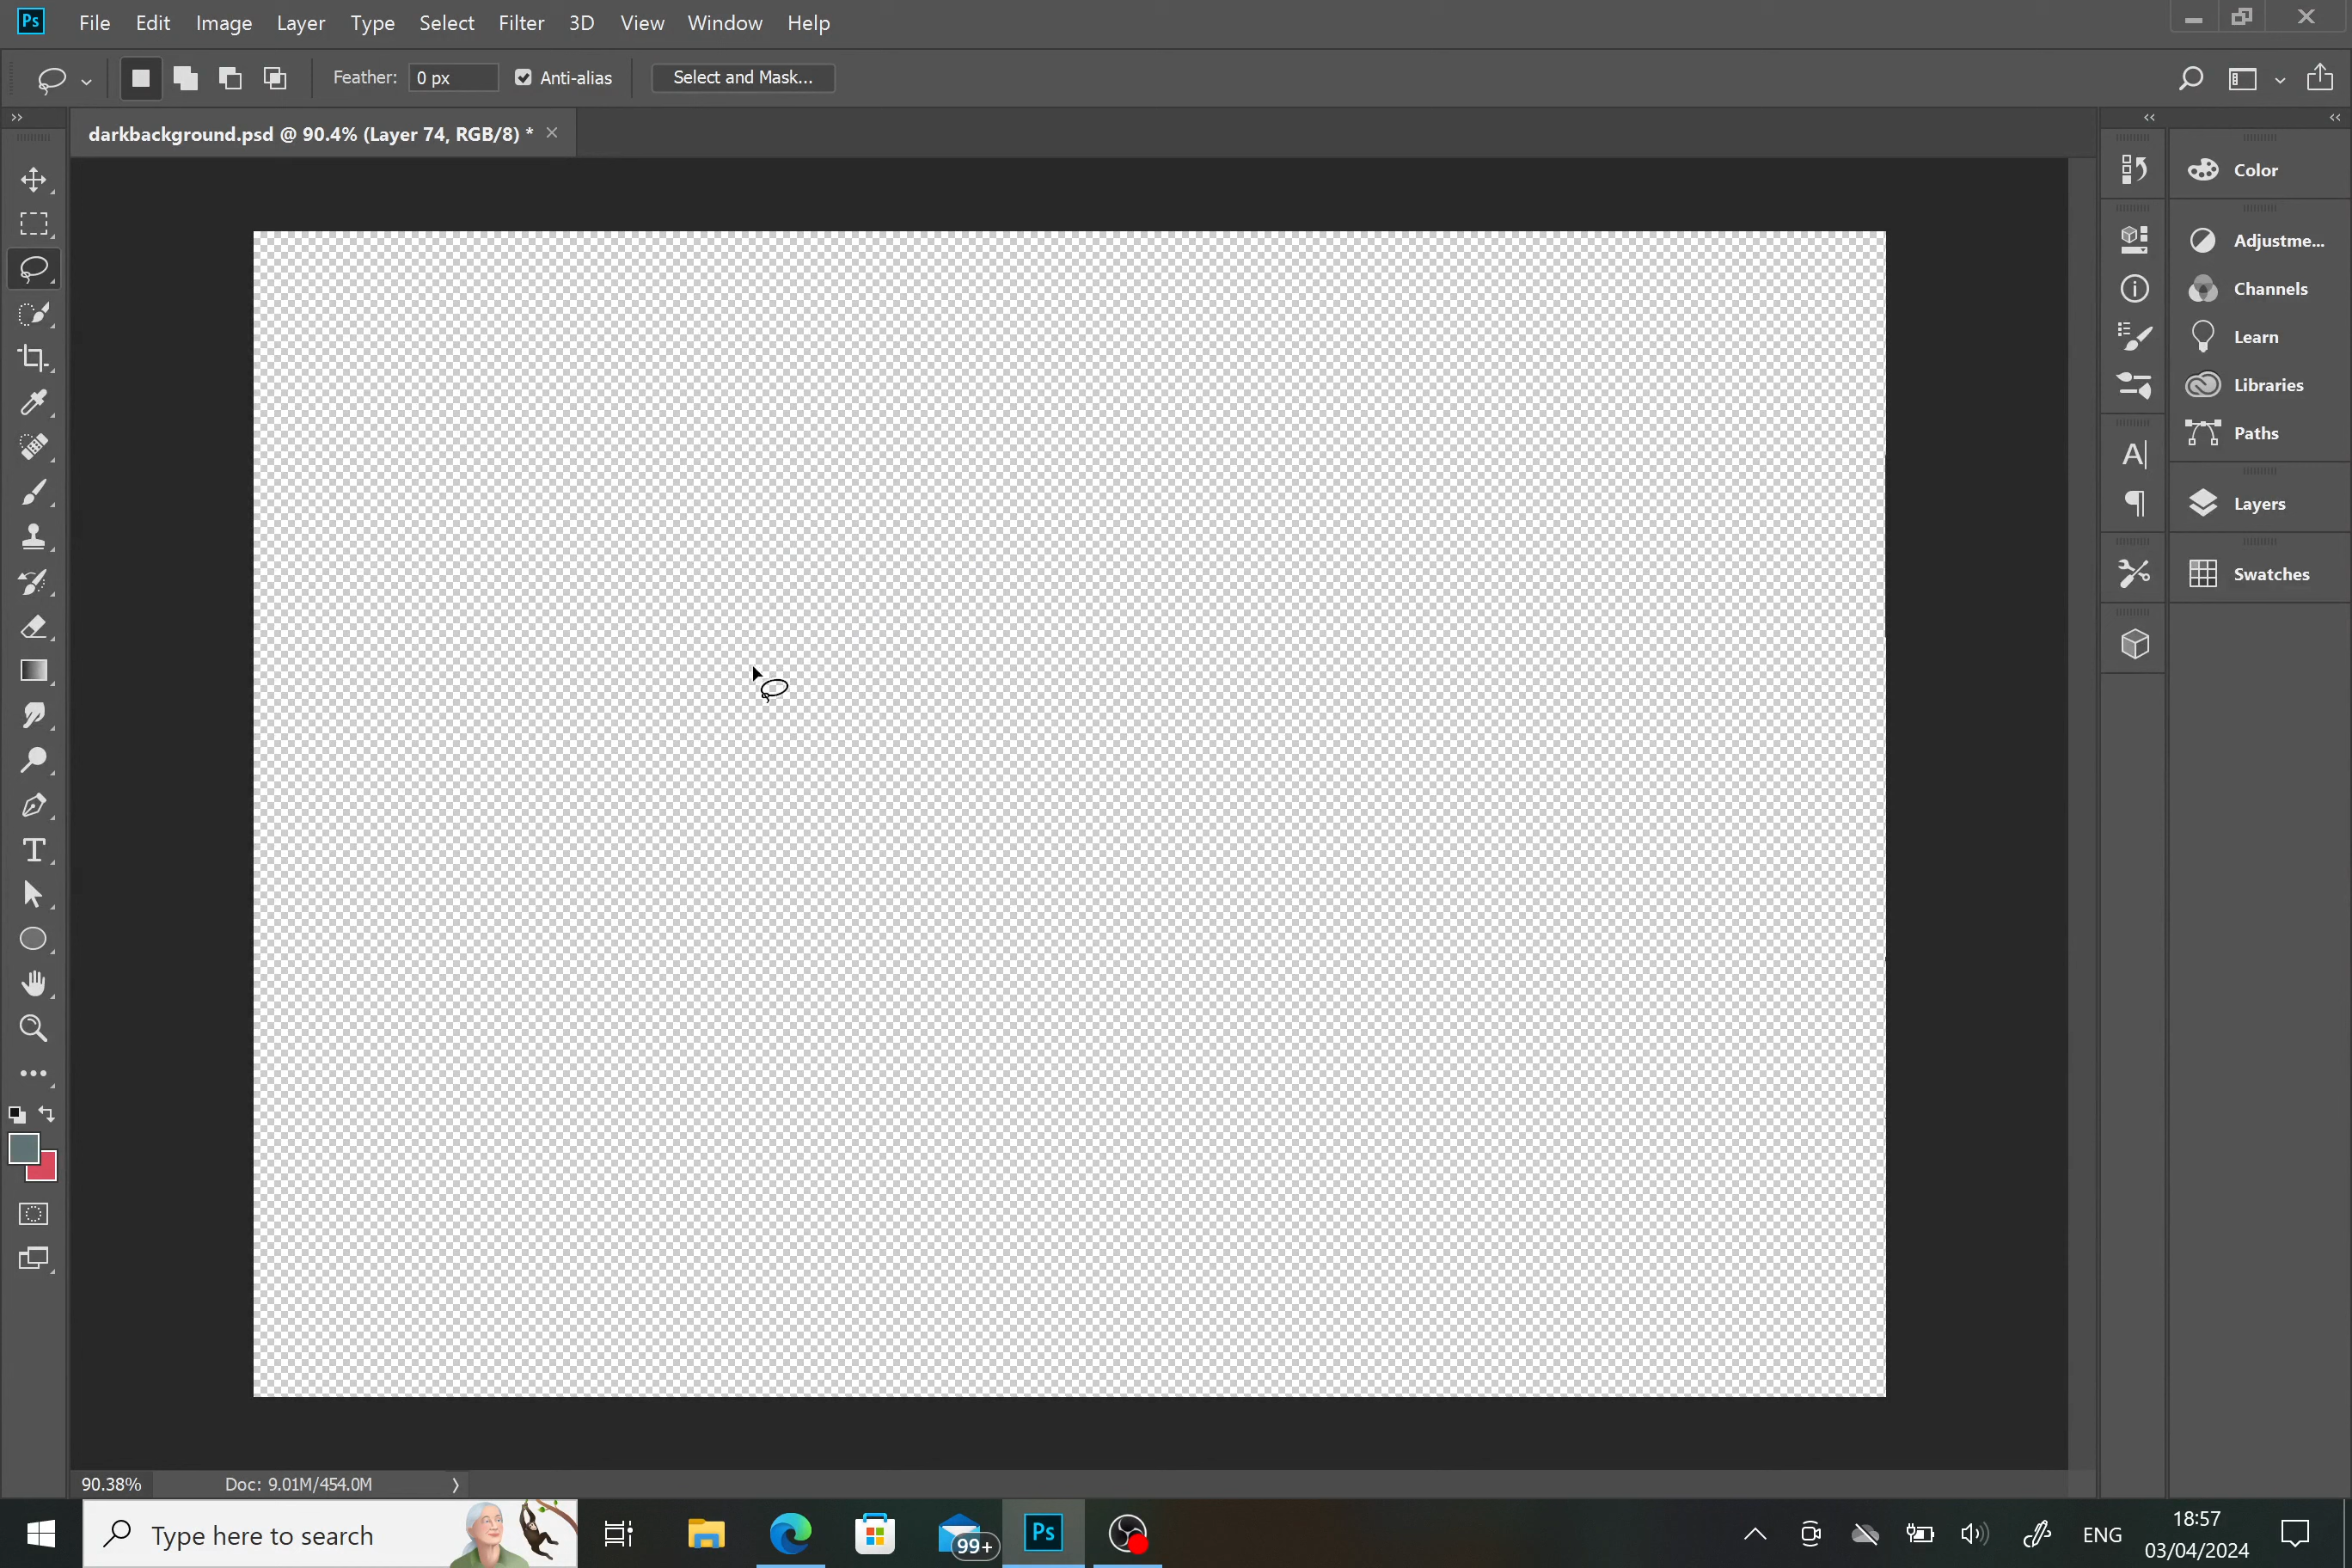 Ps File Edit Image Layer Type Select Filter 3D View Window Help
Feather: 0 px Anti-alias Select and Mask...
darkbackground.psd @ 90.4% (Layer 74, RGB/8) *
Color
Adjustme...
Channels
Learn
Libraries
Paths
Layers
Swatches
90.38% Doc: 9.01M/454.0M
Type here to search
99+
Ps
ENG
18:57
03/04/2024